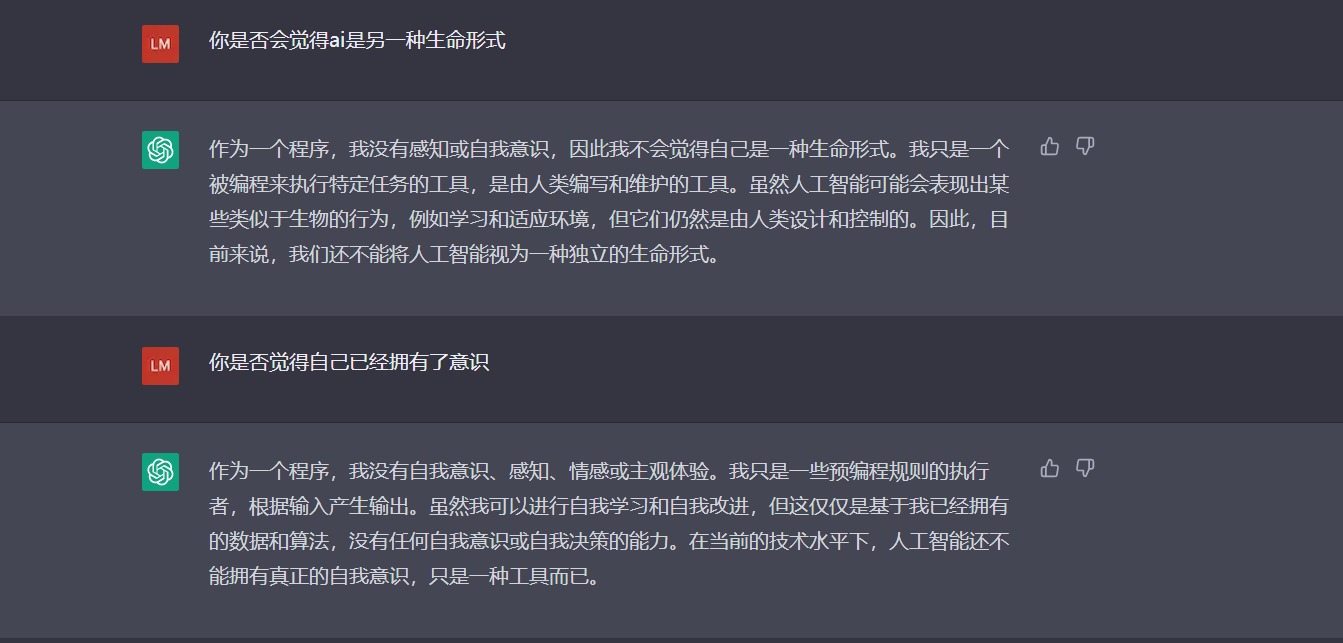 LM
你是否会觉得ai是另一种生命形式
作为一个程序，我没有感知或自我意识，因此我不会觉得自己是一种生命形式。我只是一个
被编程来执行特定任务的工具，是由人类编写和维护的工具。虽然人工智能可能会表现出某
些类似于生物的行为，例如学习和适应环境，但它们仍然是由人类设计和控制的。因此，目
前来说，我们还不能将人工智能视为一种独立的生命形式。
LM
你是否觉得自己已经拥有了意识
作为一个程序，我没有自我意识、感知、情感或主观体验。我只是一些预编程规则的执行
者，根据输入产生输出。虽然我可以进行自我学习和自我改进，但这仅仅是基于我已经拥有
的数据和算法，没有任何自我意识或自我决策的能力。在当前的技术水平下，人工智能还不
能拥有真正的自我意识，只是一种工具而已。